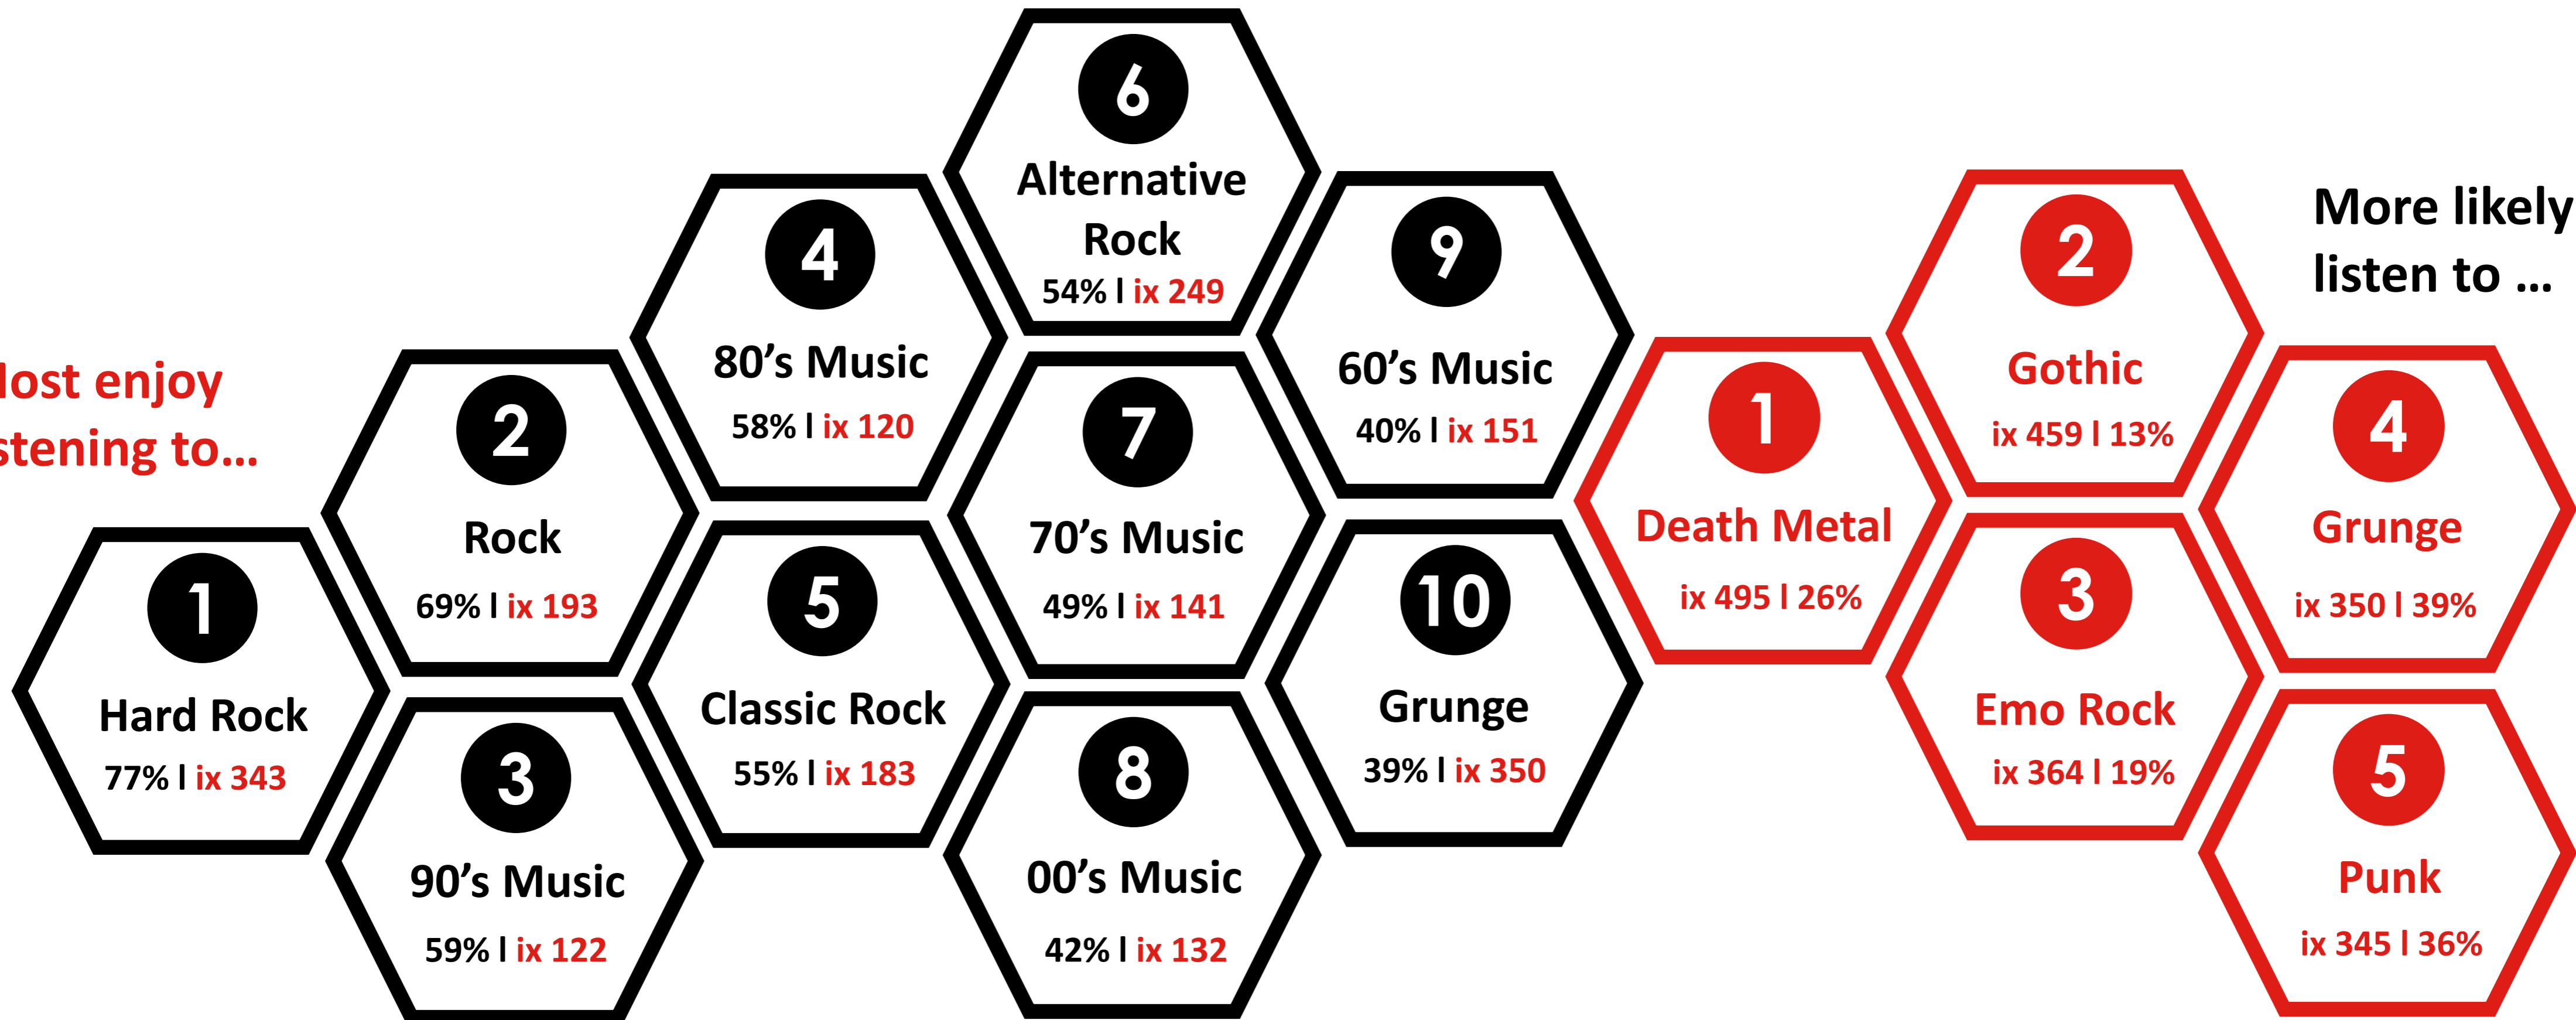 ost enjoy
stening to...
1
Hard Rock
77% l ix 343
2
Rock
69% l ix 193
3
90’s Music
59% l ix 122
4
80’s Music
58% l ix 120
5
Classic Rock
55% l ix 183
6
Alternative
Rock
54% l ix 249
7
70’s Music
49% l ix 141
8
00’s Music
42% l ix 132
9
60’s Music
40% l ix 151
10
Grunge
39% l ix 350
More likely
listen to ...
1
Death Metal
ix 495 l 26%
2
Gothic
ix 459 l 13%
3
Emo Rock
ix 364 l 19%
4
Grunge
ix 350 l 39%
5
Punk
ix 345 l 36%